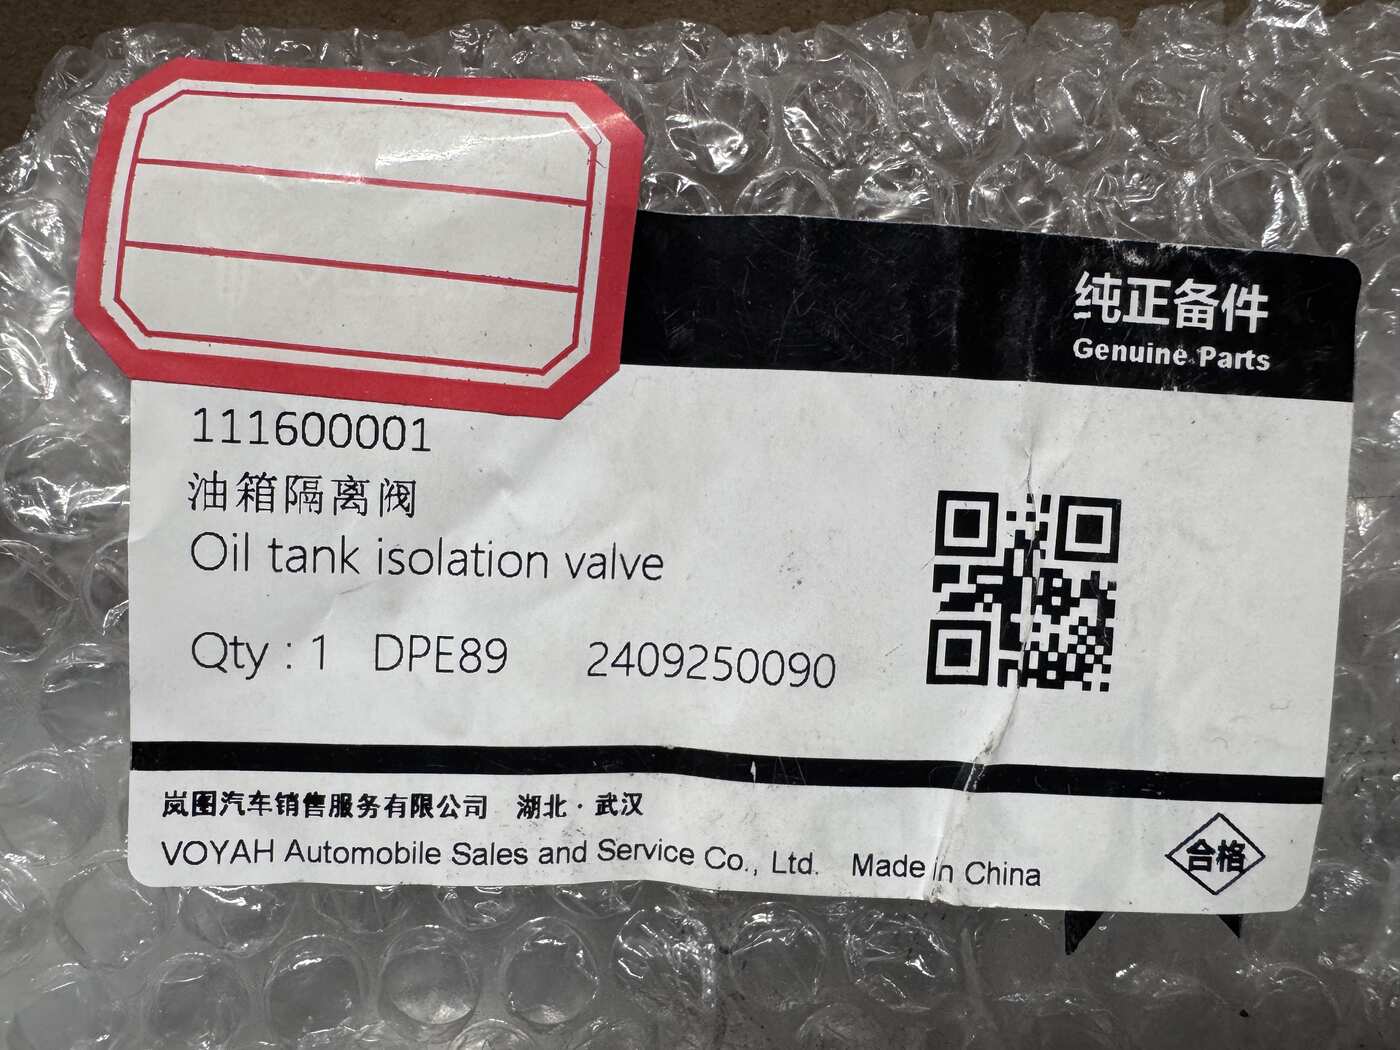 纯正备件
Genuine Parts
111600001
油箱隔离阀
Oil tank isolation valve
Qty : 1 DPE89 2409250090
岚图汽车销售服务有限公司 湖北·武汉
VOYAH Automobile Sales and Service Co., Ltd. Made in China
合格